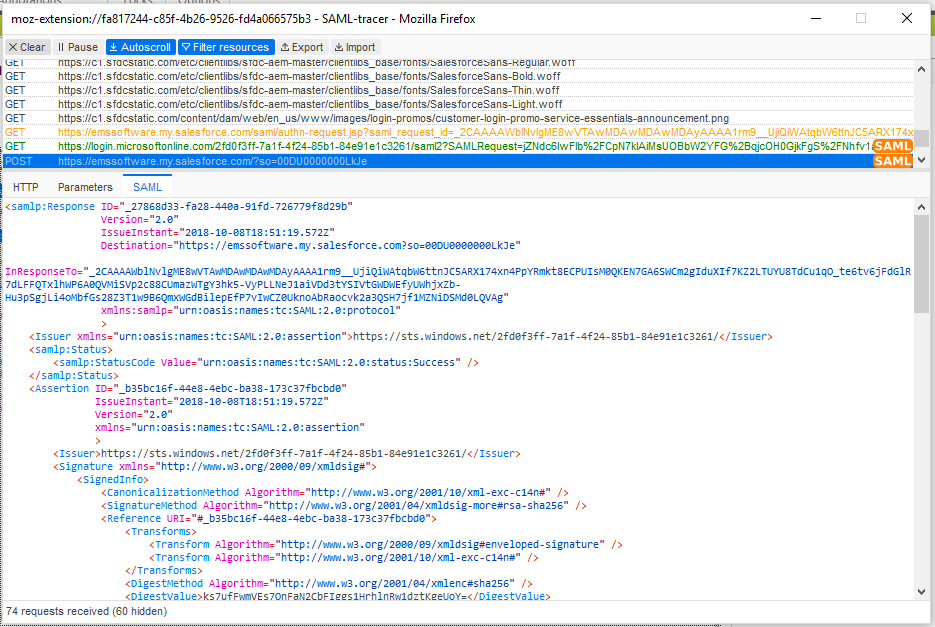 moz-extension://fa817244-c85f-4b26-9526-fd4a066575b3 - SAML-tracer - Mozilla Firefox
Clear Pause Autoscroll Filter resources Export Import
GET https://c1.sfdcstatic.com/etc/clientlibs/sfdc-aem-master/clientlibs_base/fonts/SalesforceSans-Regular.woff
GET https://c1.sfdcstatic.com/etc/clientlibs/sfdc-aem-master/clientlibs_base/fonts/SalesforceSans-Bold.woff
GET https://c1.sfdcstatic.com/etc/clientlibs/sfdc-aem-master/clientlibs_base/fonts/SalesforceSans-Thin.woff
GET https://c1.sfdcstatic.com/etc/clientlibs/sfdc-aem-master/clientlibs_base/fonts/SalesforceSans-Light.woff
GET https://c1.sfdcstatic.com/content/dam/web/en_us/www/images/login-promos/customer-login-promo-service-essentials-announcement.png
GET https://emssoftware.my.salesforce.com/saml/authn-request.jsp?saml_request_id=_2CAAAAWblNvlgME8wVTAwMDAwMDAwMDAyAAAA1rm9__UjiQiWAtqbW6ttnJC5ARX174x
GET https://login.microsoftonline.com/2fd0f3ff-7a1f-4f24-85b1-84e91e1c3261/saml2?SAMLRequest=jZNdc6IwFIb%2FCpN7klAiMsUOBbW2YFG%2BqjcOH0GjkFgS%2FNhfv1a SAML
POST https://emssoftware.my.salesforce.com/?so=00DU0000000LkJe SAML
HTTP Parameters SAML
<samlp:Response ID="_27868d33-fa28-440a-91fd-726779f8d29b"
Version="2.0"
IssueInstant="2018-10-08T18:51:19.572Z"
Destination="https://emssoftware.my.salesforce.com?so=00DU0000000LkJe"
InResponseTo="_2CAAAAWblNvlgME8wVTAwMDAwMDAwMDAyAAAA1rm9__UjiQiWAtqbW6ttnJC5ARX174xn4PpYRmkt8ECPUIsM0QKEN7GA6SWCm2gIduXIf7KZ2LTUYU8TdCu1qO_te6tv6jFdGlR
7dLFFQTxlhWP6A0QVMiSVp2c88CUmazWTgY3hk5-VyPLLNeJ1aiVDd3tYSIVtGWDWEfyUWhjxZb-
Hu3pSgjLi4oMbfGs28Z3T1w9B6QmxWGdBilepEfP7vIwCZ0UknoAbRaocvk2a3QSH7jf1MZNiDSMd0LQVAg"
xmlns:samlp="urn:oasis:names:tc:SAML:2.0:protocol"
>
<Issuer xmlns="urn:oasis:names:tc:SAML:2.0:assertion">https://sts.windows.net/2fd0f3ff-7a1f-4f24-85b1-84e91e1c3261/</Issuer>
<samlp:Status>
<samlp:StatusCode Value="urn:oasis:names:tc:SAML:2.0:status:Success" />
</samlp:Status>
<Assertion ID="_b35bc16f-44e8-4ebc-ba38-173c37fbcbd0"
IssueInstant="2018-10-08T18:51:19.572Z"
Version="2.0"
xmlns="urn:oasis:names:tc:SAML:2.0:assertion"
>
<Issuer>https://sts.windows.net/2fd0f3ff-7a1f-4f24-85b1-84e91e1c3261/</Issuer>
<Signature xmlns="http://www.w3.org/2000/09/xmldsig#">
<SignedInfo>
<CanonicalizationMethod Algorithm="http://www.w3.org/2001/10/xml-exc-c14n#" />
<SignatureMethod Algorithm="http://www.w3.org/2001/04/xmldsig-more#rsa-sha256" />
<Reference URI="#_b35bc16f-44e8-4ebc-ba38-173c37fbcbd0">
<Transforms>
<Transform Algorithm="http://www.w3.org/2000/09/xmldsig#enveloped-signature" />
<Transform Algorithm="http://www.w3.org/2001/10/xml-exc-c14n#" />
</Transforms>
<DigestMethod Algorithm="http://www.w3.org/2001/04/xmlenc#sha256" />
<DigestValue>ks7ufFwmVEs7OnFaN2CbFIggs1HrhlnRw1dztKgeUoY=</DigestValue>
74 requests received (60 hidden)